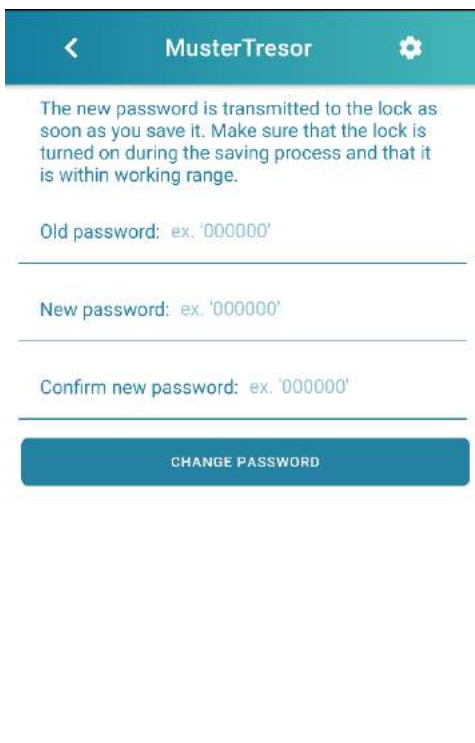 MusterTresor
The new password is transmitted to the lock as
soon as you save it. Make sure that the lock is
turned on during the saving process and that it
is within working range.
Old password: ex. '000000'
New password: ex. '000000'
Confirm new password: ex. '000000'
CHANGE PASSWORD